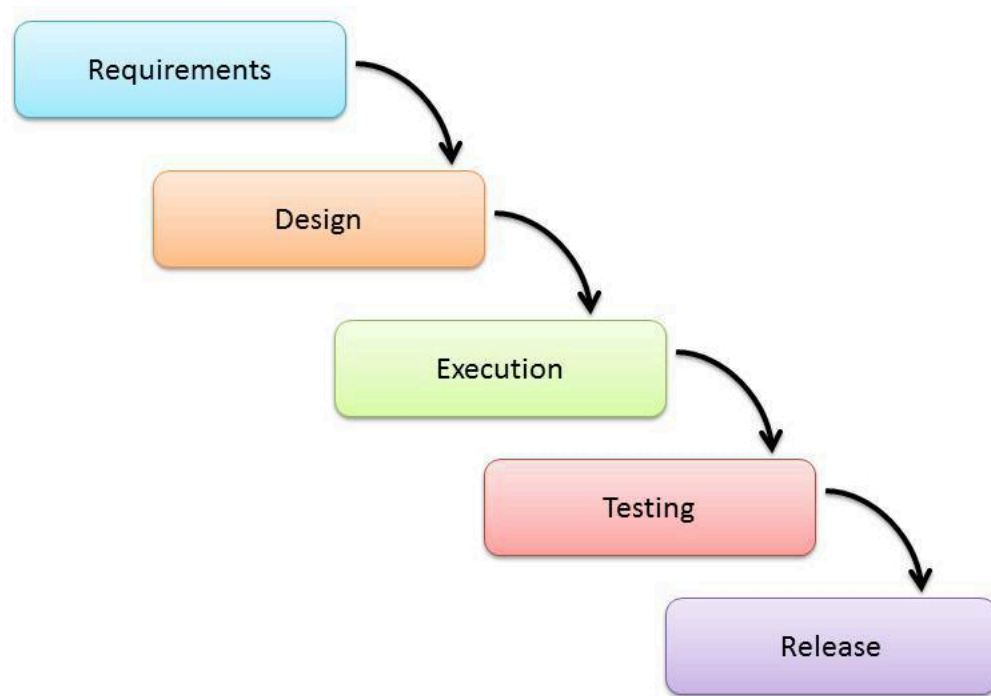 Requirements
Design
Execution
Testing
Release